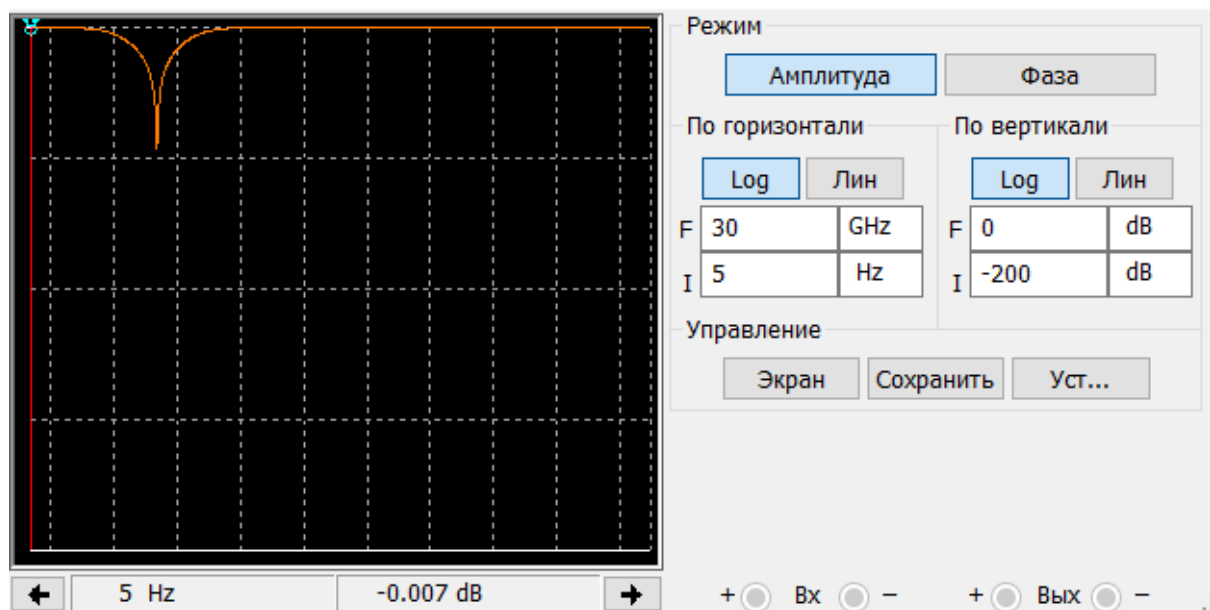 Режим
Амплитуда Фаза
По горизонтали По вертикали
Log Лин Log Лин
F 30 GHz F 0 dB
I 5 Hz I -200 dB
Управление
Экран Сохранить Уст...
5 Hz -0.007 dB + Вх − + Вых −